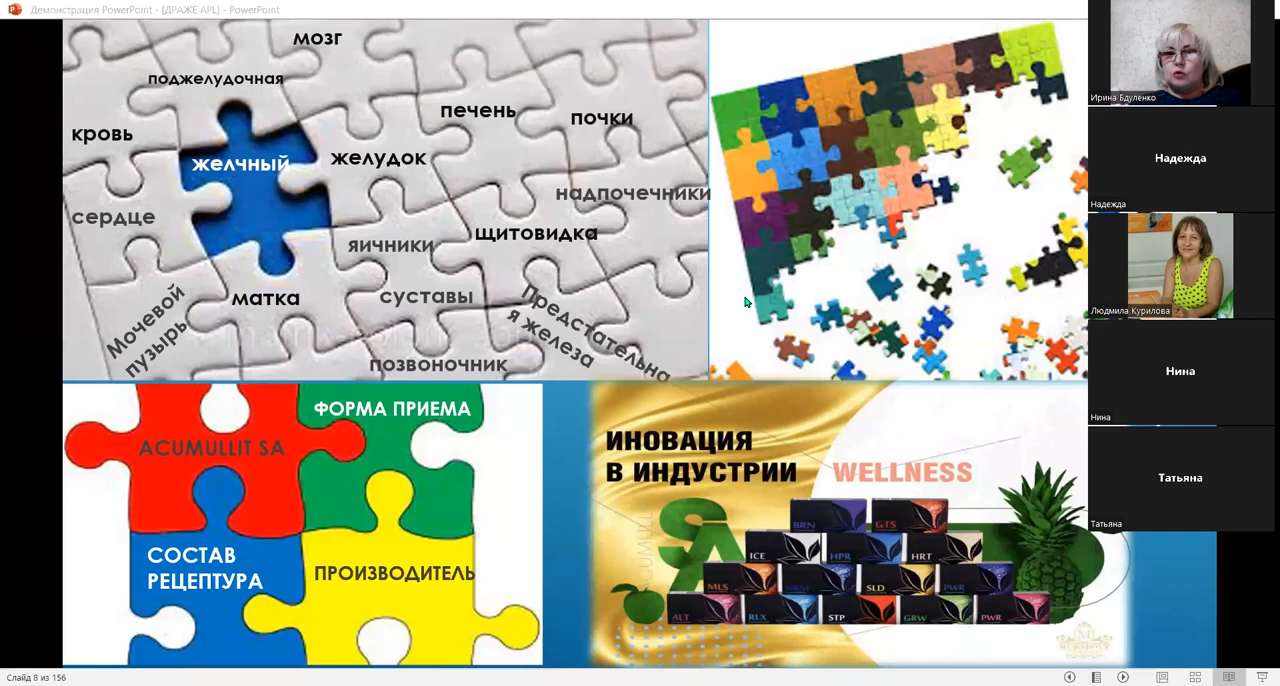 Демонстрация PowerPoint - [ДРАЖЕ APL] - PowerPoint
мозг
поджелудочная
печень
почки
кровь
желчный
желудок
надпочечники
сердце
щитовидка
яичники
матка
суставы
Мочевой
пузырь
Предстательна
я железа
позвоночник
ФОРМА ПРИЕМА
ACUMULLIT SA
СОСТАВ
РЕЦЕПТУРА
ПРОИЗВОДИТЕЛЬ
ИНОВАЦИЯ
В ИНДУСТРИИ WELLNESS
SA
BRN GTS
ICE HPR HRT
MLS SLD PWR
ALT RLX STP GRW PWR
Ирина Бдуленко
Надежда
Надежда
Людмила Курилова
Нина
Нина
Татьяна
Татьяна
Слайд 8 из 156